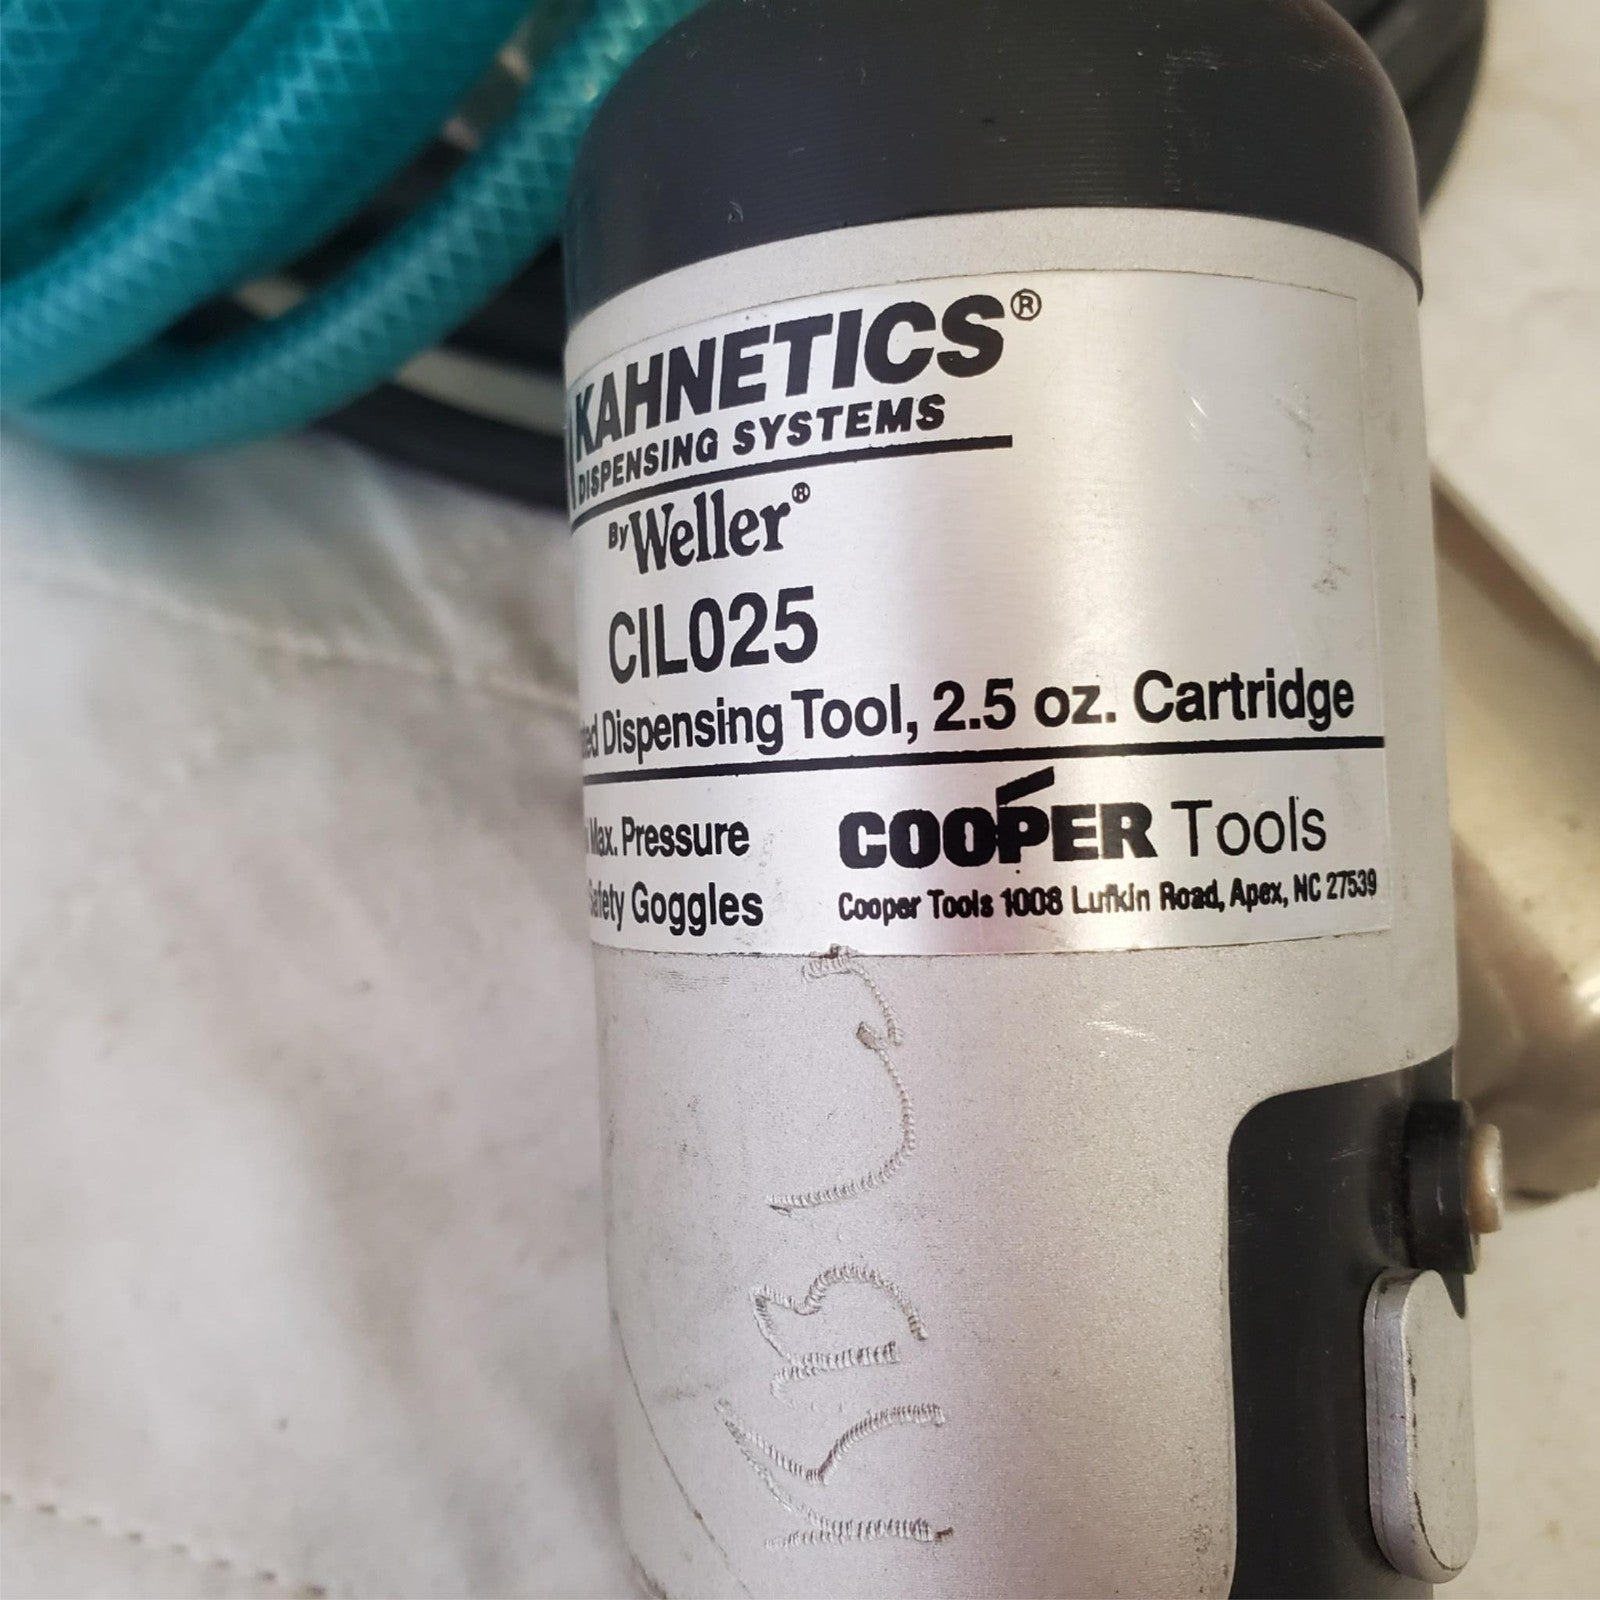 KAHNETICS®
DISPENSING SYSTEMS
By Weller®
CIL025
Dispensing Tool, 2.5 oz. Cartridge
Max. Pressure
Safety Goggles
COOPER Tools
Cooper Tools 1008 Lufkin Road, Apex, NC 27539